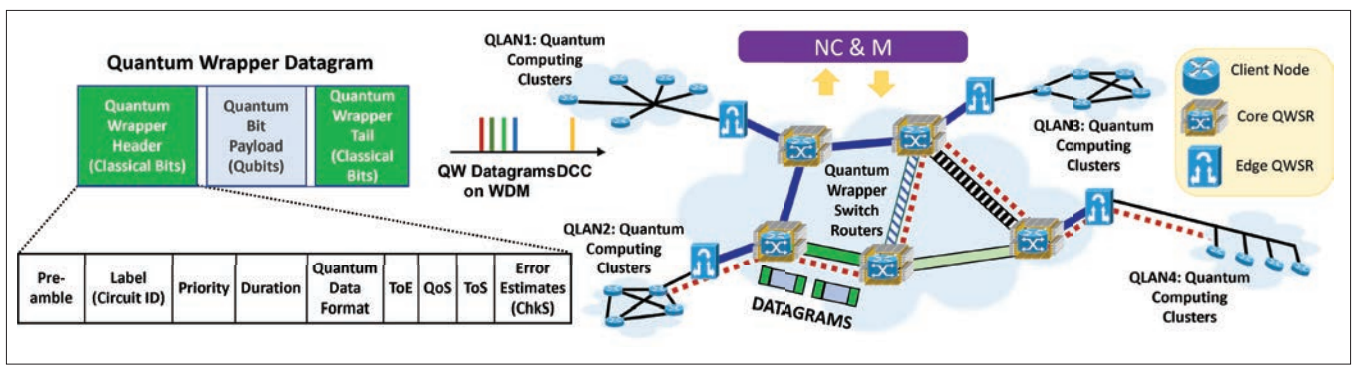 Quantum Wrapper Datagram
Quantum
Wrapper
Header
(Classical Bits)
Quantum
Bit
Payload
(Qubits)
Quantum
Wrapper
Tail
(Classical
Bits)
Pre-
amble
Label
(Circuit ID)
Priority
Duration
Quantum
Data
Format
ToE
QoS
ToS
Error
Estimates
(ChkS)
QW Datagrams
on WDM
DCC
QLAN1: Quantum
Computing
Clusters
NC & M
QLAN2: Quantum
Computing
Clusters
Quantum
Wrapper
Switch
Routers
DATAGRAMS
QLAN3: Quantum
Computing
Clusters
QLAN4: Quantum
Computing
Clusters
Client Node
Core QWSR
Edge QWSR